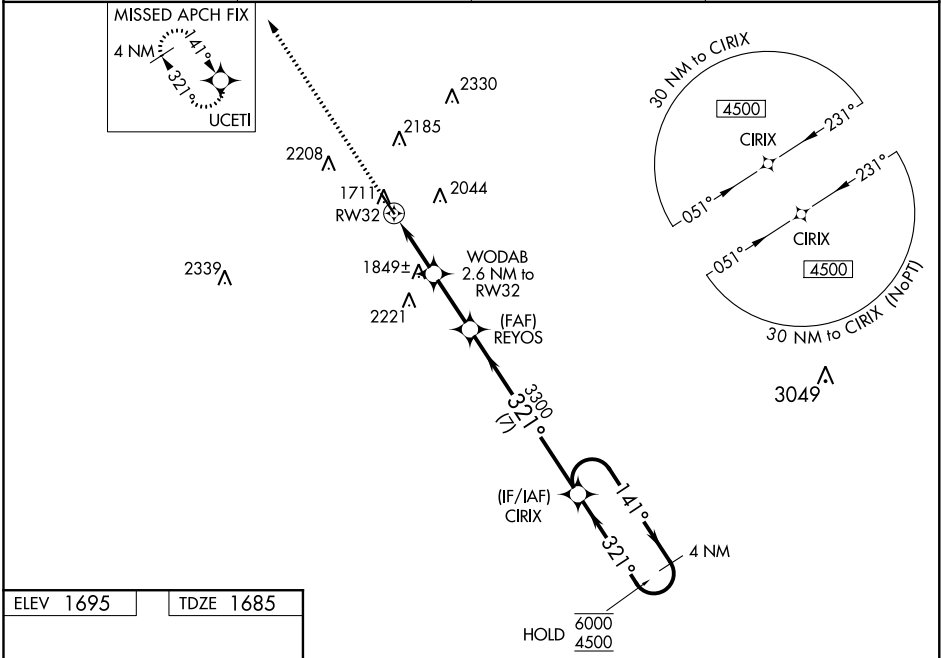 MISSED APCH FIX
4 NM
141°
321°
UCETI
2330
2185
2208
1711
RW32
2044
2339
1849±
WODAB
2.6 NM to
RW32
2221
(FAF)
REYOS
3300
321°
(7)
(IF/IAF)
CIRIX
141°
321°
4 NM
HOLD
6000
4500
30 NM to CIRIX
4500
CIRIX
231°
051°
231°
051°
CIRIX
4500
30 NM to CIRIX (NoPT)
3049
ELEV 1695
TDZE 1685